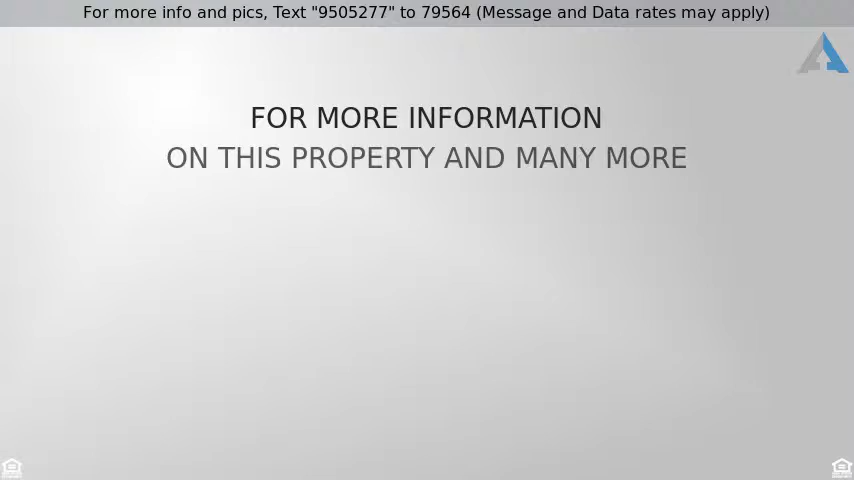 For more info and pics, Text "9505277" to 79564 (Message and Data rates may apply)
FOR MORE INFORMATION
ON THIS PROPERTY AND MANY MORE